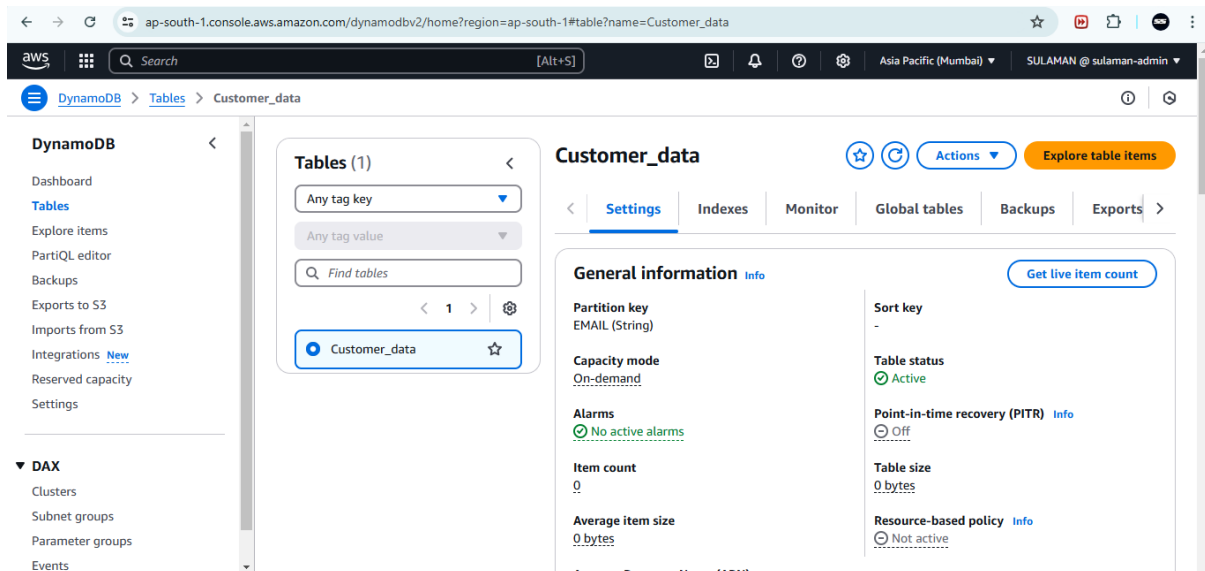 ap-south-1.console.aws.amazon.com/dynamodbv2/home?region=ap-south-1#table?name=Customer_data
aws
Search
[Alt+S]
Asia Pacific (Mumbai)
SULAMAN @ sulaman-admin
DynamoDB > Tables > Customer_data
DynamoDB
Dashboard
Tables
Explore items
PartiQL editor
Backups
Exports to S3
Imports from S3
Integrations New
Reserved capacity
Settings
DAX
Clusters
Subnet groups
Parameter groups
Events
Tables (1)
Any tag key
Any tag value
Find tables
1
Customer_data
Customer_data
Actions
Explore table items
Settings
Indexes
Monitor
Global tables
Backups
Exports
General information Info
Get live item count
Partition key
EMAIL (String)
Sort key
-
Capacity mode
On-demand
Table status
Active
Alarms
No active alarms
Point-in-time recovery (PITR) Info
Off
Item count
0
Table size
0 bytes
Average item size
0 bytes
Resource-based policy Info
Not active